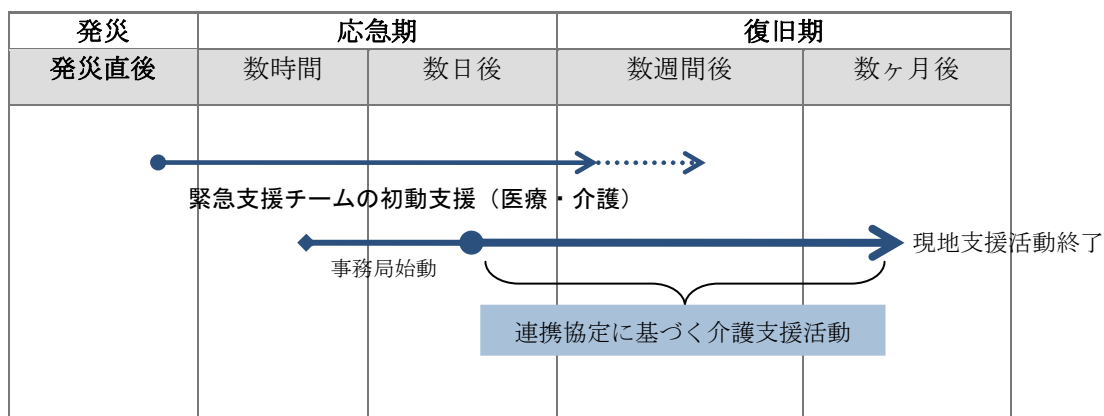 発災 応急期 復旧期
発災直後 数時間 数日後 数週間後 数ヶ月後
緊急支援チームの初動支援（医療・介護）
現地支援活動終了
事務局始動
連携協定に基づく介護支援活動